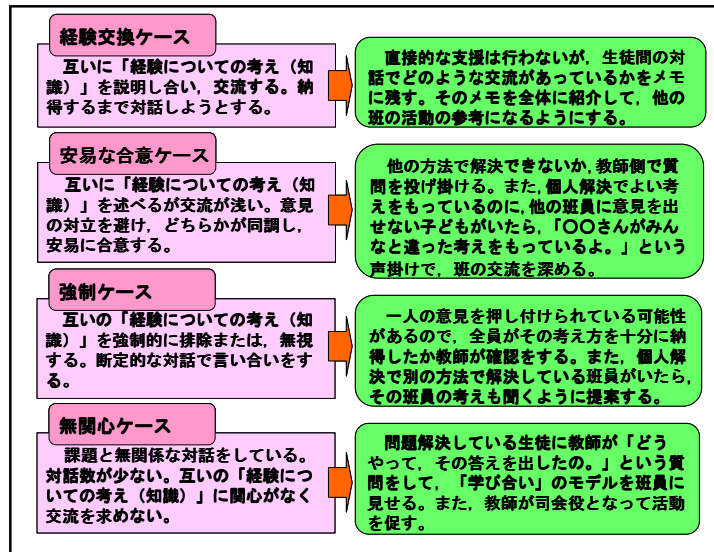 経験交換ケース
互いに「経験についての考え（知
識）」を説明し合い，交流する。納
得するまで対話しようとする。
直接的な支援は行わないが，生徒間の対
話でどのような交流があっているかをメモ
に残す。そのメモを全体に紹介して，他の
班の活動の参考になるようにする。
安易な合意ケース
互いに「経験についての考え（知
識）」を述べるが交流が浅い。意見
の対立を避け，どちらかが同調し，
安易に合意する。
他の方法で解決できないか，教師側で質
問を投げ掛ける。また，個人解決でよい考
えをもっているのに，他の班員に意見を出
せない子どもがいたら，「〇〇さんがみん
なと違った考えをもっているよ。」という
声掛けで，班の交流を深める。
強制ケース
互いの「経験についての考え（知
識）」を強制的に排除または，無視
する。断定的な対話で言い合いをす
る。
一人の意見を押し付けられている可能性
があるので，全員がその考え方を十分に納
得したか教師が確認をする。また，個人解
決で別の方法で解決している班員がいたら，
その班員の考えも聞くように提案する。
無関心ケース
課題と無関係な対話をしている。
対話数が少ない。互いの「経験につ
いての考え（知識）」に関心がなく
交流を求めない。
問題解決している生徒に教師が「どう
やって，その答えを出したの。」という質
問をして，「学び合い」のモデルを班員に
見せる。また，教師が司会役となって活動
を促す。